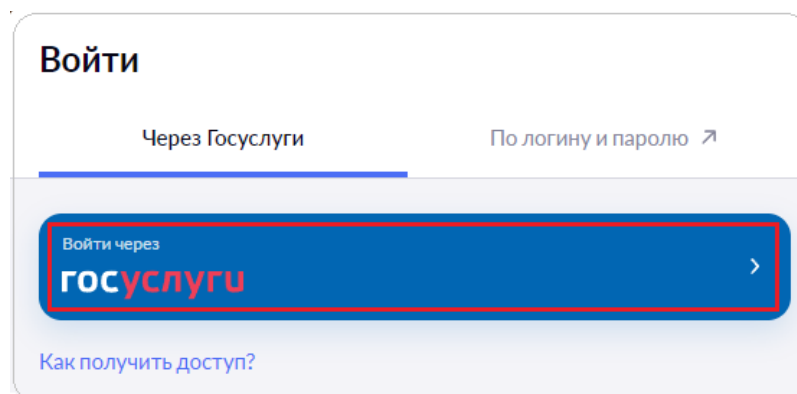 Войти
Через Госуслуги
По логину и паролю
Войти через
госуслуги
Как получить доступ?